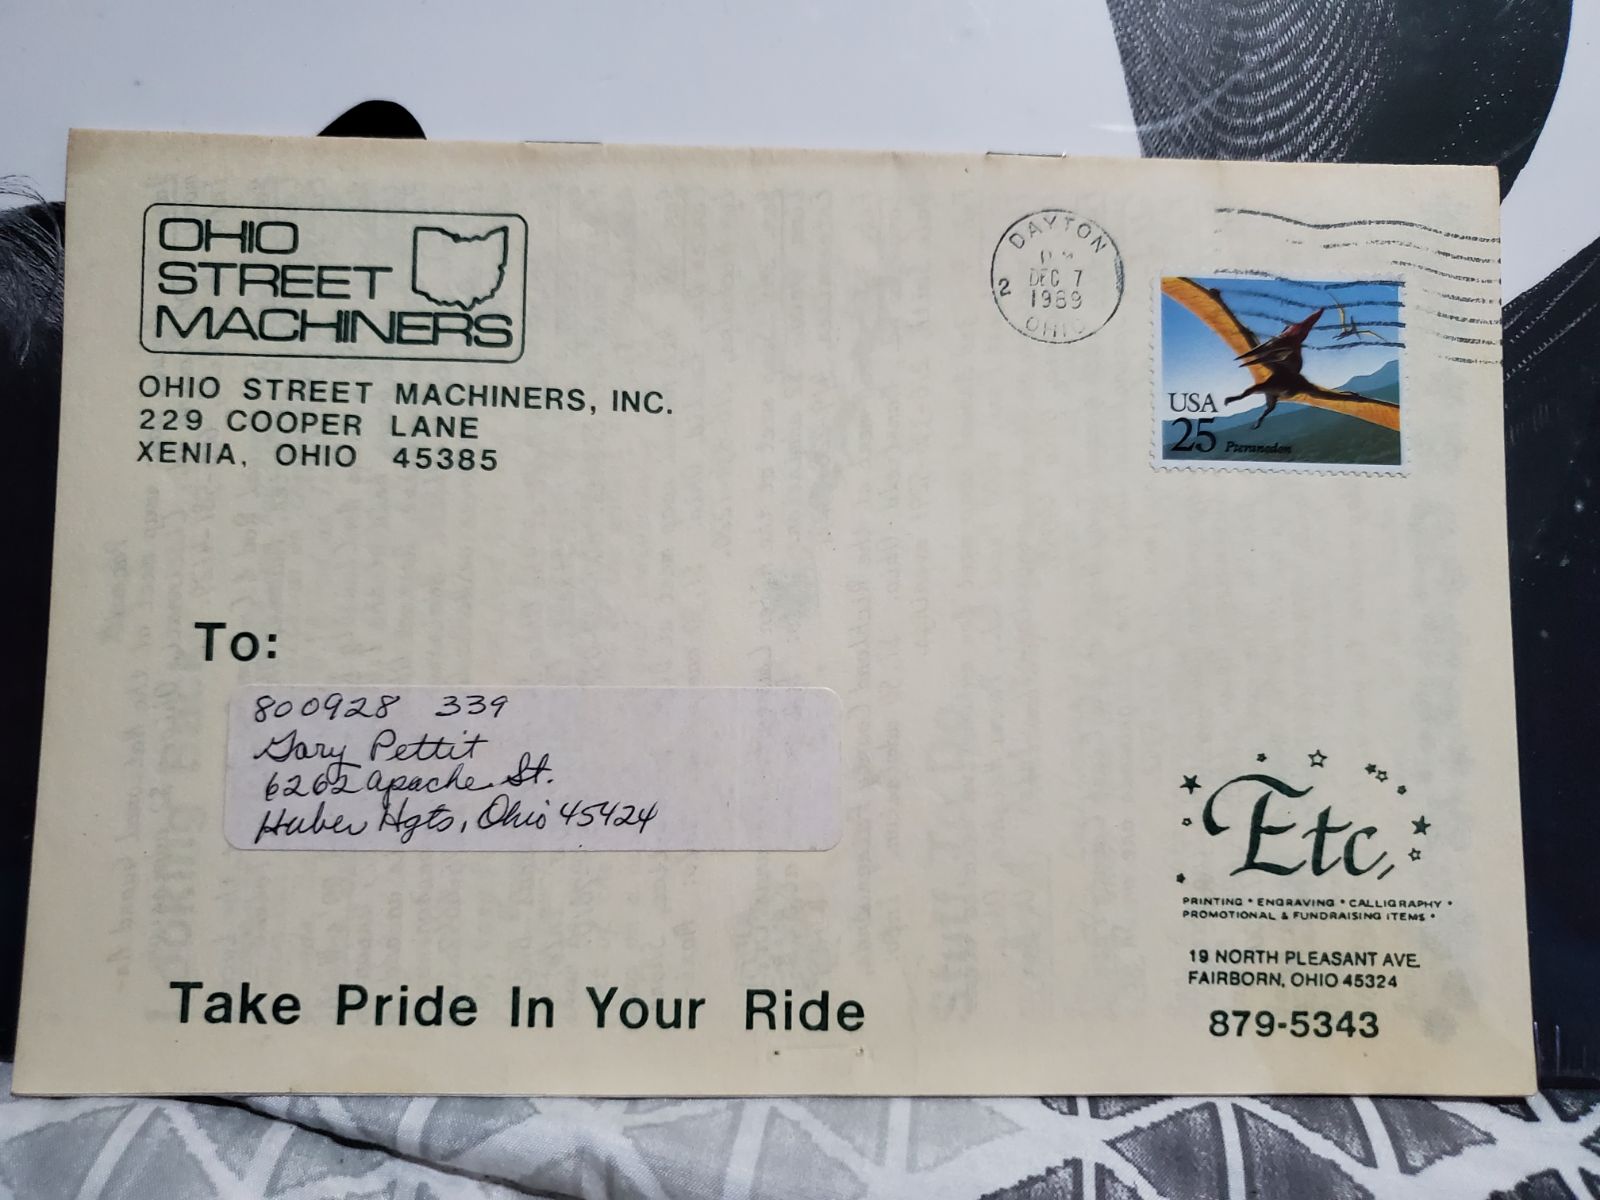 OHIO
STREET
MACHINERS
OHIO STREET MACHINERS, INC.
229 COOPER LANE
XENIA, OHIO 45385
DAYTON
DEC 7
1989
2
OHIO
USA
25 Pteranodon
To:
800928 339
Gary Pettit
6262 Apache St.
Huber Hgts, Ohio 45424
Take Pride In Your Ride
Etc,
PRINTING * ENGRAVING * CALLIGRAPHY *
PROMOTIONAL & FUNDRAISING ITEMS *
19 NORTH PLEASANT AVE.
FAIRBORN, OHIO 45324
879-5343